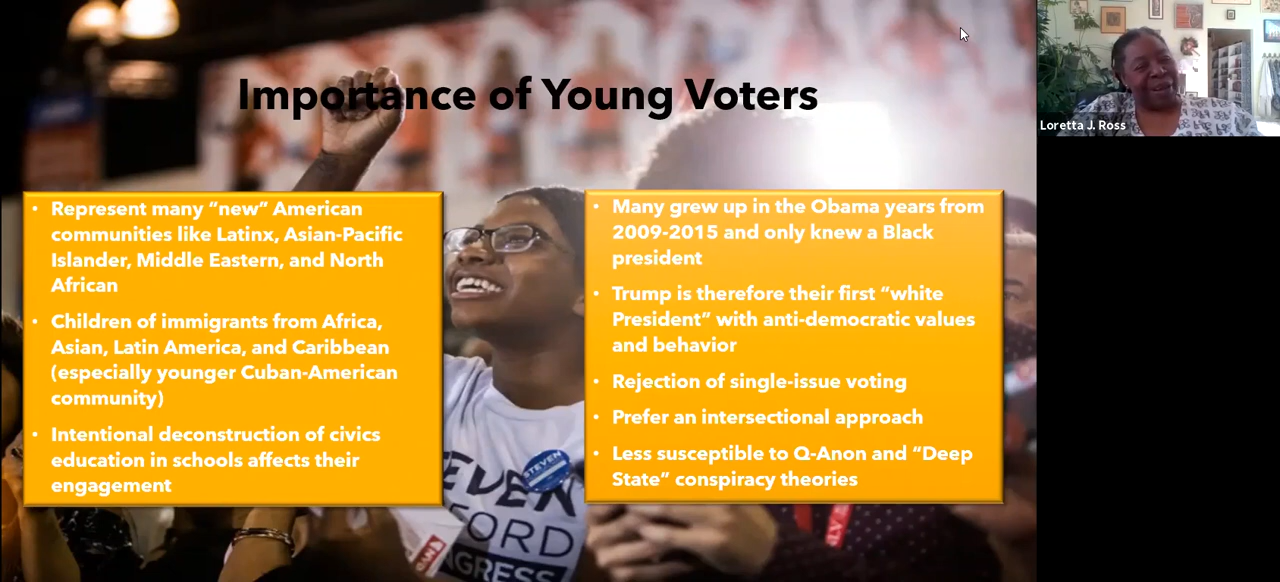 Importance of Young Voters
• Represent many “new” American
communities like Latinx, Asian-Pacific
Islander, Middle Eastern, and North
African
• Children of immigrants from Africa,
Asian, Latin America, and Caribbean
(especially younger Cuban-American
community)
• Intentional deconstruction of civics
education in schools affects their
engagement
• Many grew up in the Obama years from
2009-2015 and only knew a Black
president
• Trump is therefore their first “white
President” with anti-democratic values
and behavior
• Rejection of single-issue voting
• Prefer an intersectional approach
• Less susceptible to Q-Anon and “Deep
State” conspiracy theories
Loretta J. Ross
STEVEN
EVEN
FORD
NGRESS